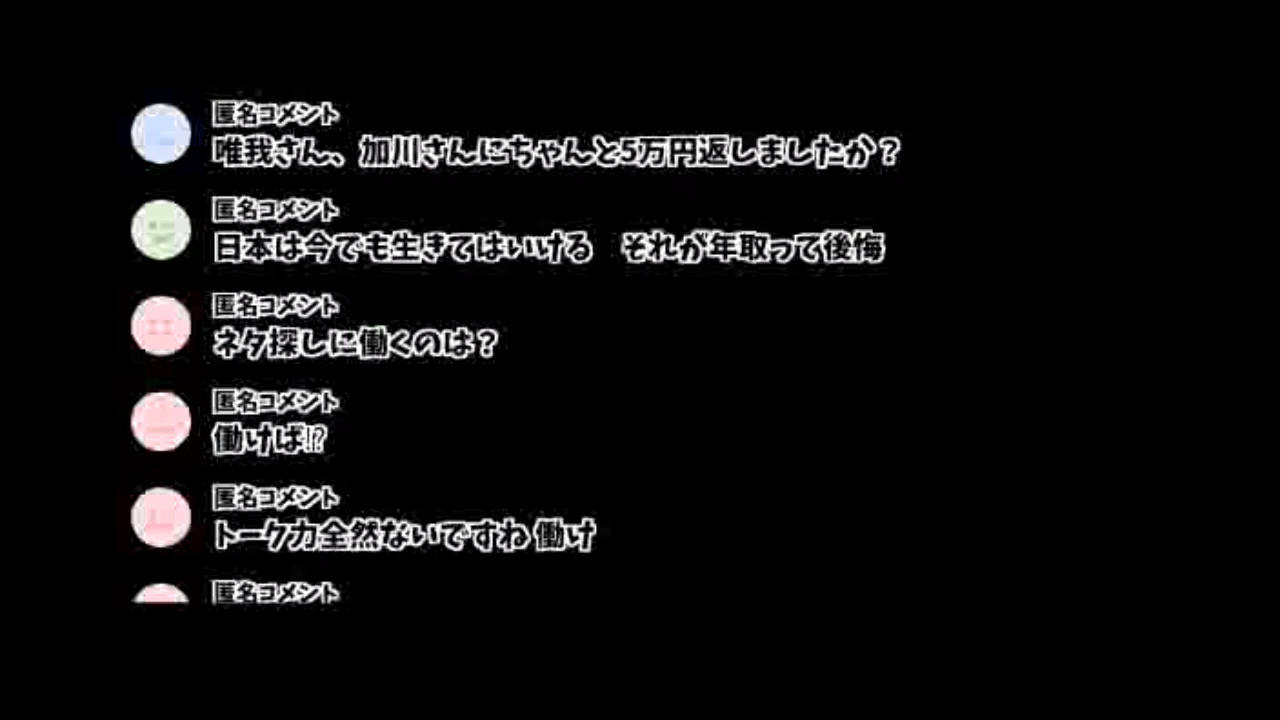 匿名コメント
唯我さん、加川さんにちゃんと5万円返しましたか？
匿名コメント
日本は今でも生きてはいける　それが年取って後悔
匿名コメント
ネタ探しに働くのは？
匿名コメント
働けば⁉
匿名コメント
トーク力全然ないですね 働け
匿名コメント